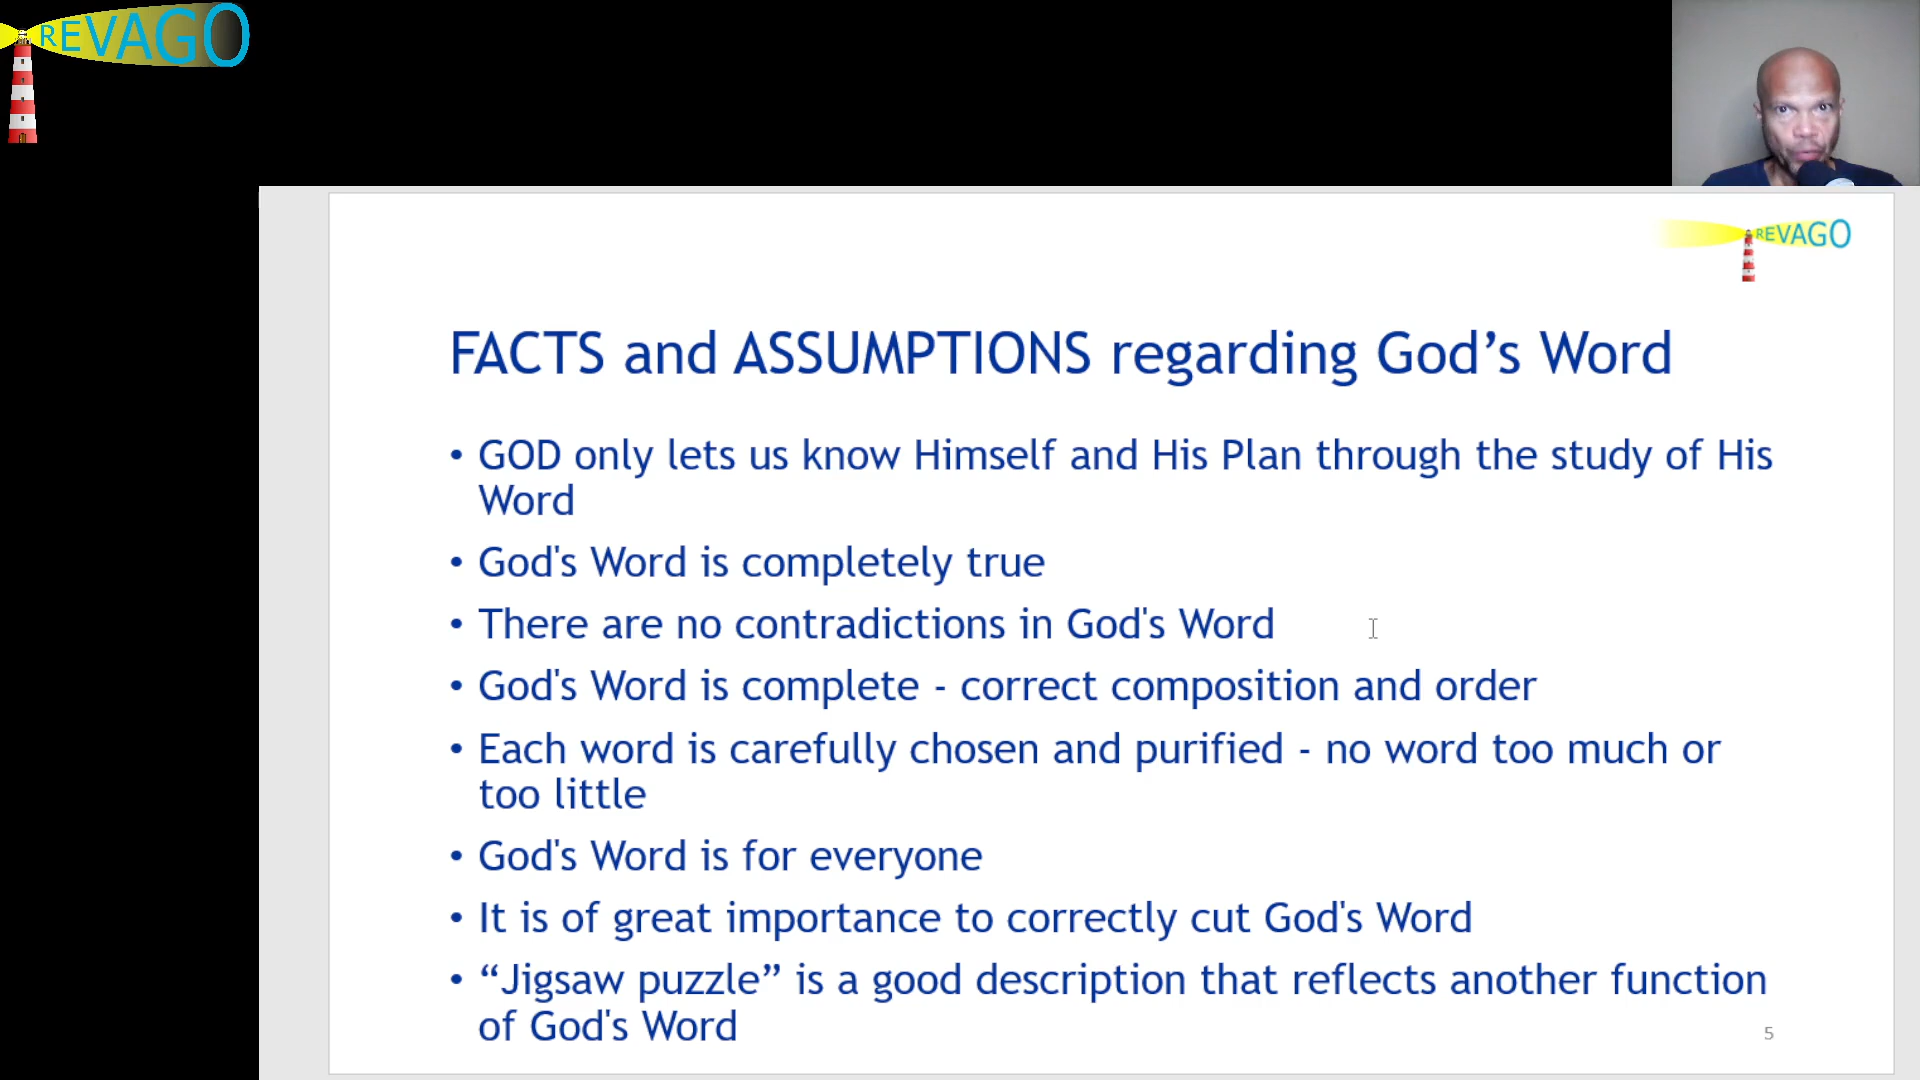 REVAGO
REVAGO
FACTS and ASSUMPTIONS regarding God’s Word
• GOD only lets us know Himself and His Plan through the study of His
Word
• God's Word is completely true
• There are no contradictions in God's Word
• God's Word is complete - correct composition and order
• Each word is carefully chosen and purified - no word too much or
too little
• God's Word is for everyone
• It is of great importance to correctly cut God's Word
• “Jigsaw puzzle” is a good description that reflects another function
of God's Word
5